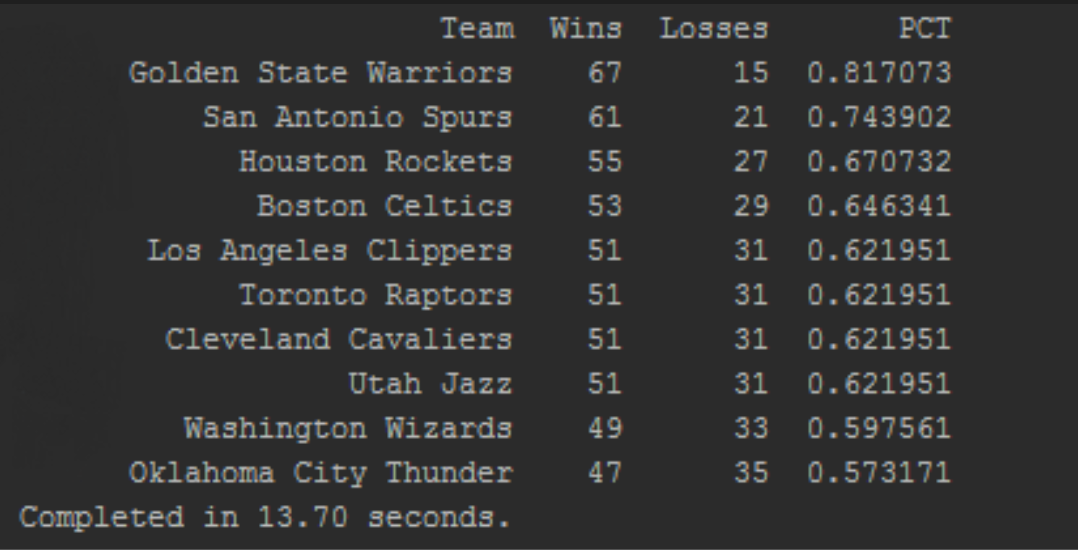 Team Wins Losses PCT
Golden State Warriors 67 15 0.817073
San Antonio Spurs 61 21 0.743902
Houston Rockets 55 27 0.670732
Boston Celtics 53 29 0.646341
Los Angeles Clippers 51 31 0.621951
Toronto Raptors 51 31 0.621951
Cleveland Cavaliers 51 31 0.621951
Utah Jazz 51 31 0.621951
Washington Wizards 49 33 0.597561
Oklahoma City Thunder 47 35 0.573171
Completed in 13.70 seconds.